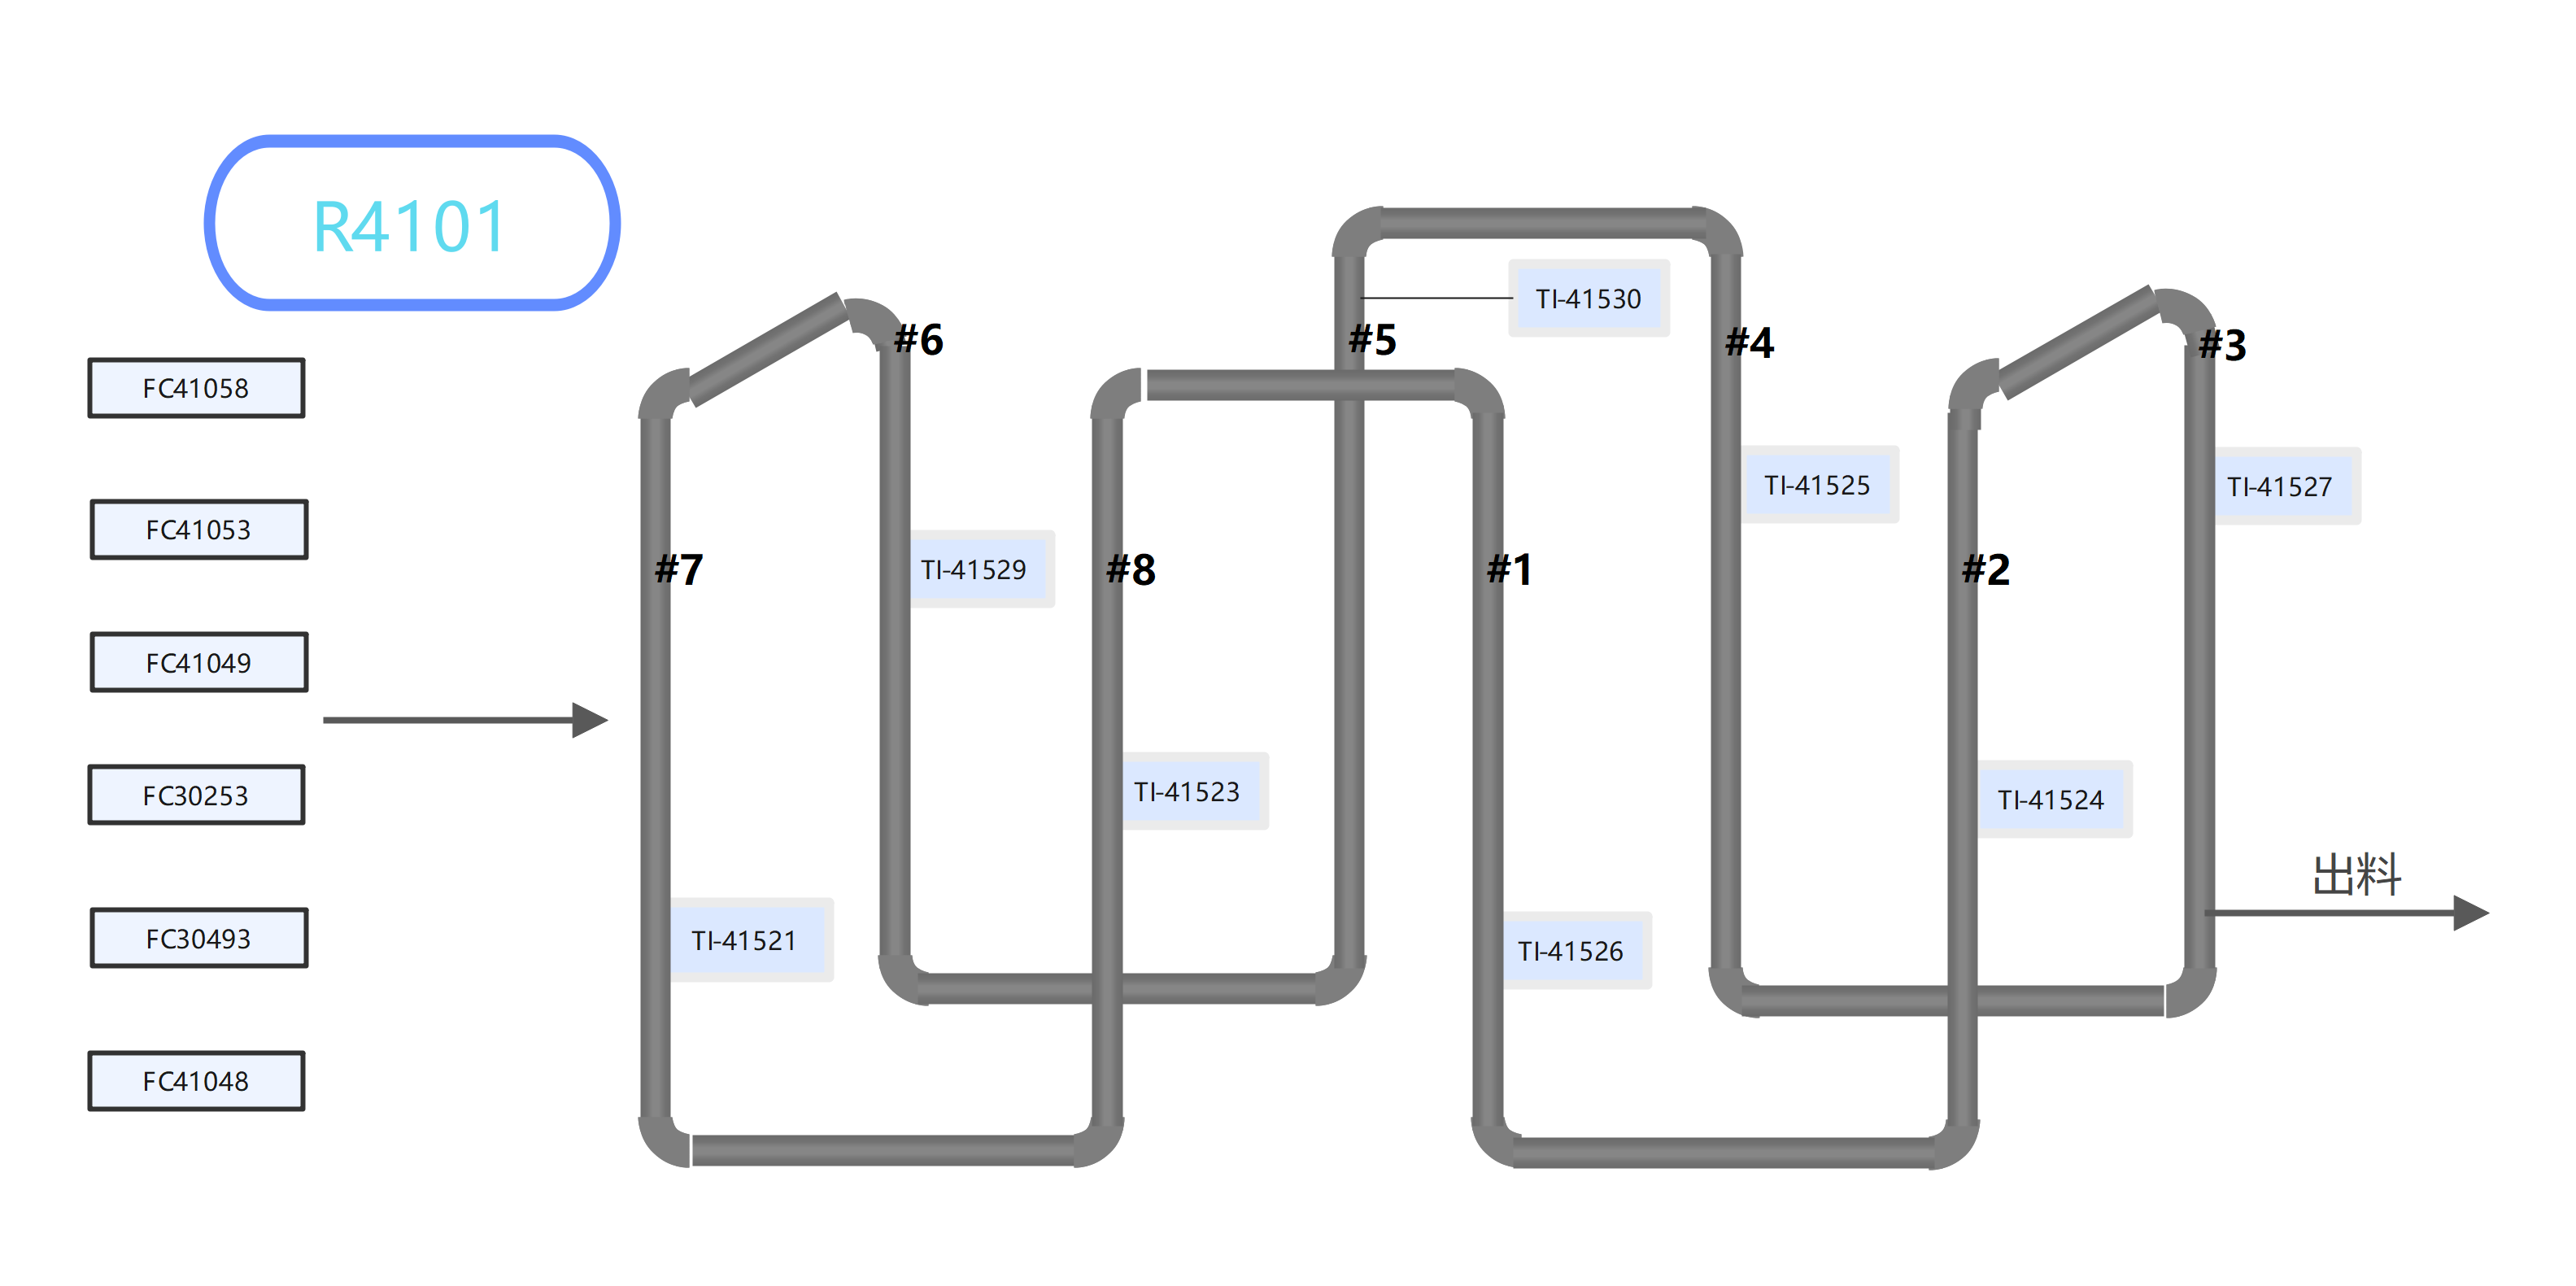 R4101
FC41058
FC41053
FC41049
FC30253
FC30493
FC41048
#6
#5
TI-41530
#4
#3
#7
TI-41529
#8
#1
TI-41525
#2
TI-41527
TI-41523
TI-41524
TI-41521
TI-41526
出料